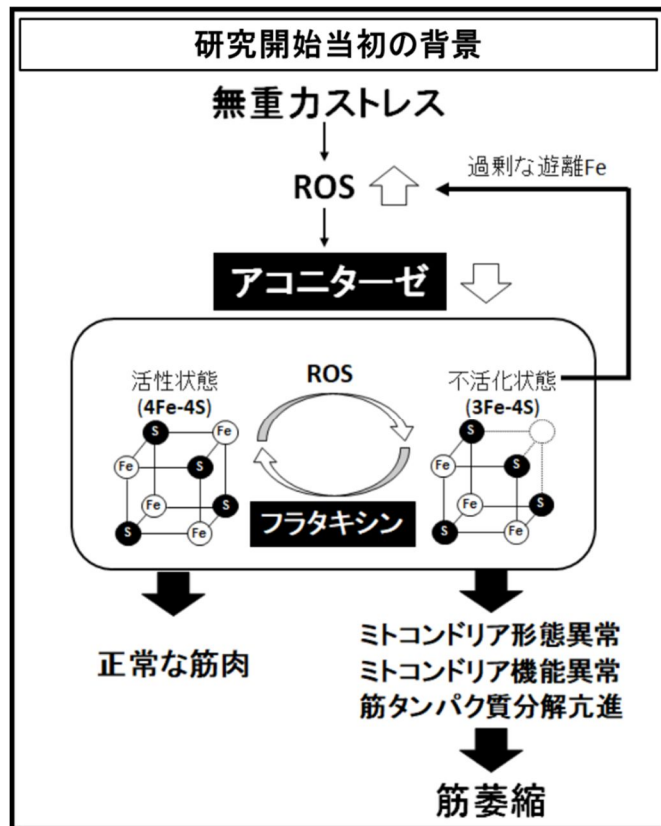 研究開始当初の背景
無重力ストレス
過剰な遊離Fe
ROS
アコニターゼ
活性状態
(4Fe-4S)
ROS
不活化状態
(3Fe-4S)
S
Fe
Fe
S
Fe
S
S
Fe
S
Fe
S
Fe
S
S
Fe
フラタキシン
正常な筋肉
ミトコンドリア形態異常
ミトコンドリア機能異常
筋タンパク質分解亢進
筋萎縮